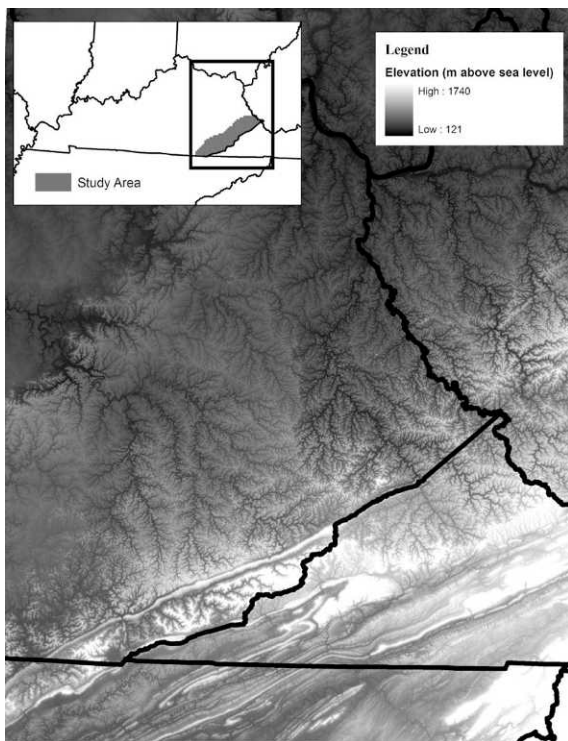 Study Area
Legend
Elevation (m above sea level)
High : 1740
Low : 121